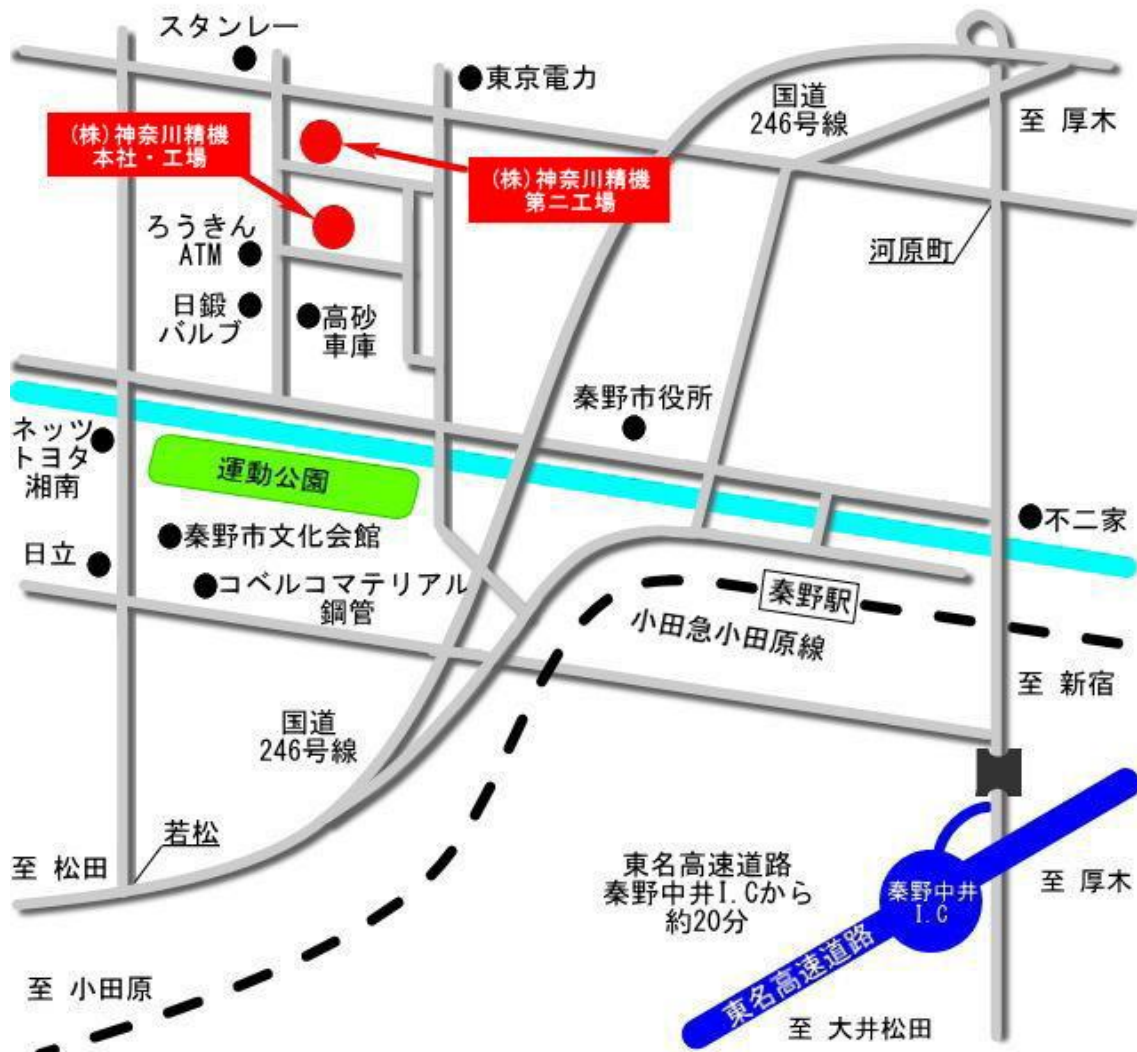 スタンレー
東京電力
国道
246号線
至 厚木
(株)神奈川精機
本社・工場
(株)神奈川精機
第二工場
ろうきん
ATM
河原町
日鍛
バルブ
高砂
車庫
秦野市役所
ネッツ
トヨタ
湘南
運動公園
不二家
秦野市文化会館
日立
コベルコマテリアル
鋼管
秦野駅
小田急小田原線
至 新宿
国道
246号線
若松
至 松田
東名高速道路
秦野中井I.Cから
約20分
秦野中井
I.C
至 厚木
東名高速道路
至 小田原
至 大井松田